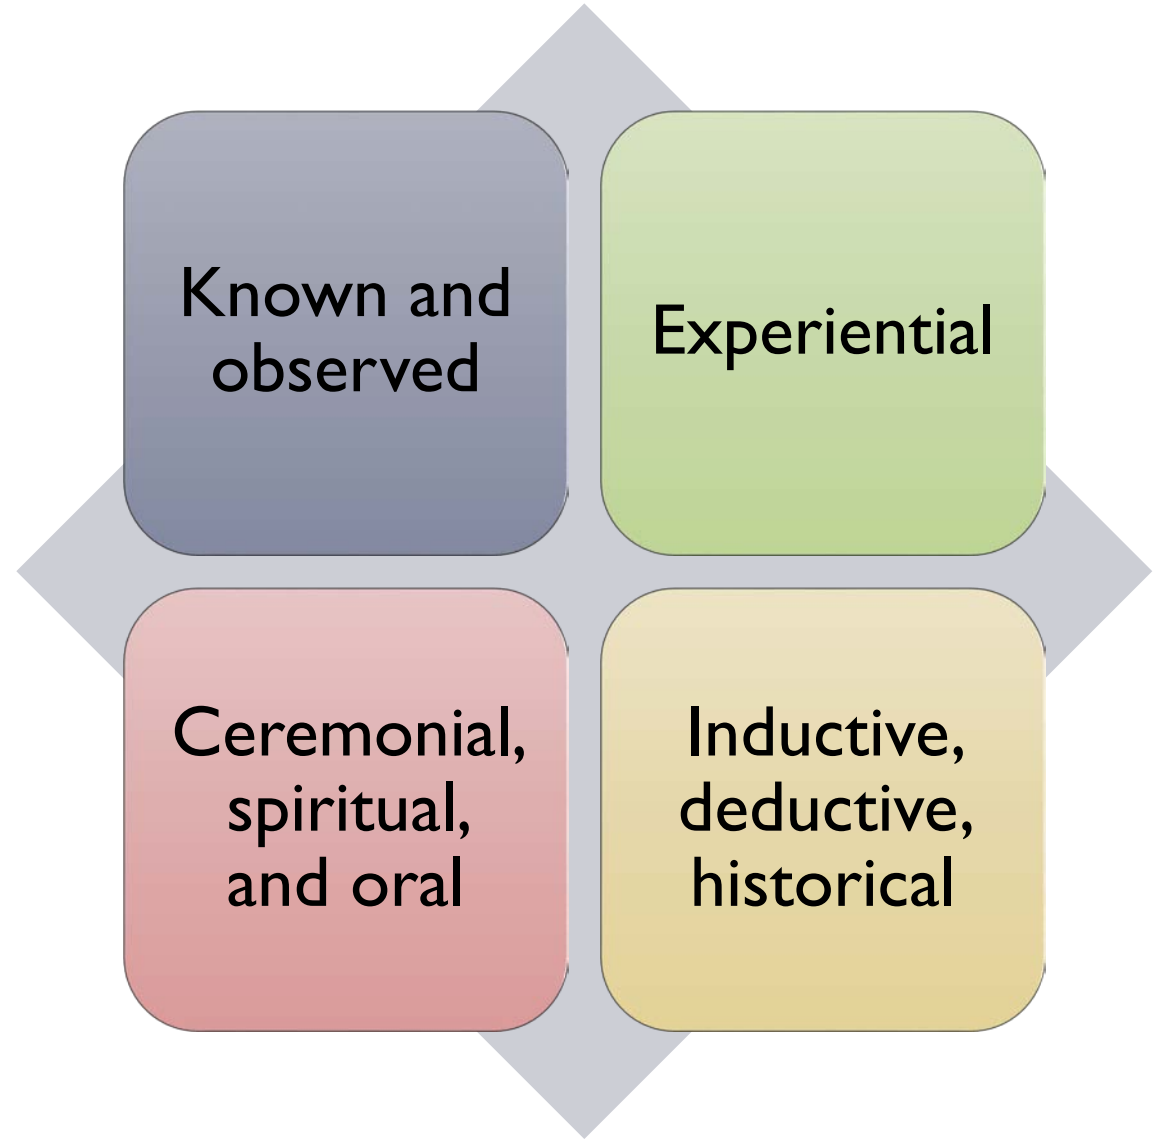 Known and
observed
Experiential
Ceremonial,
spiritual,
and oral
Inductive,
deductive,
historical